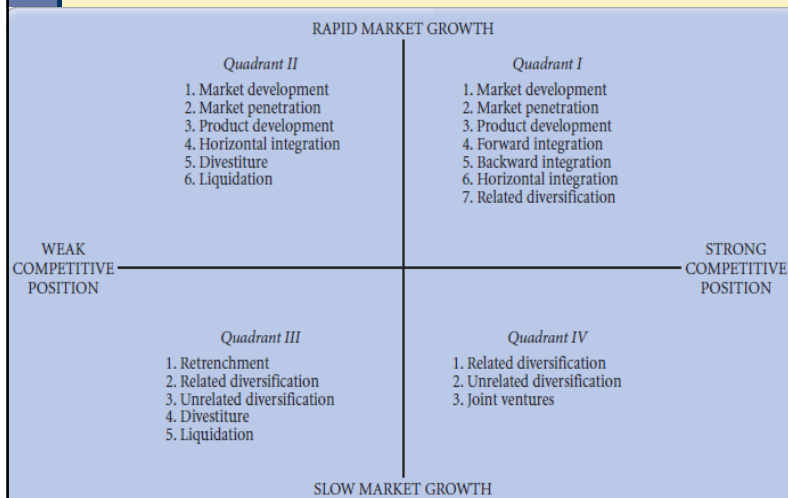 RAPID MARKET GROWTH
Quadrant II
1. Market development
2. Market penetration
3. Product development
4. Horizontal integration
5. Divestiture
6. Liquidation
Quadrant I
1. Market development
2. Market penetration
3. Product development
4. Forward integration
5. Backward integration
6. Horizontal integration
7. Related diversification
WEAK
COMPETITIVE
POSITION
STRONG
COMPETITIVE
POSITION
Quadrant III
1. Retrenchment
2. Related diversification
3. Unrelated diversification
4. Divestiture
5. Liquidation
Quadrant IV
1. Related diversification
2. Unrelated diversification
3. Joint ventures
SLOW MARKET GROWTH